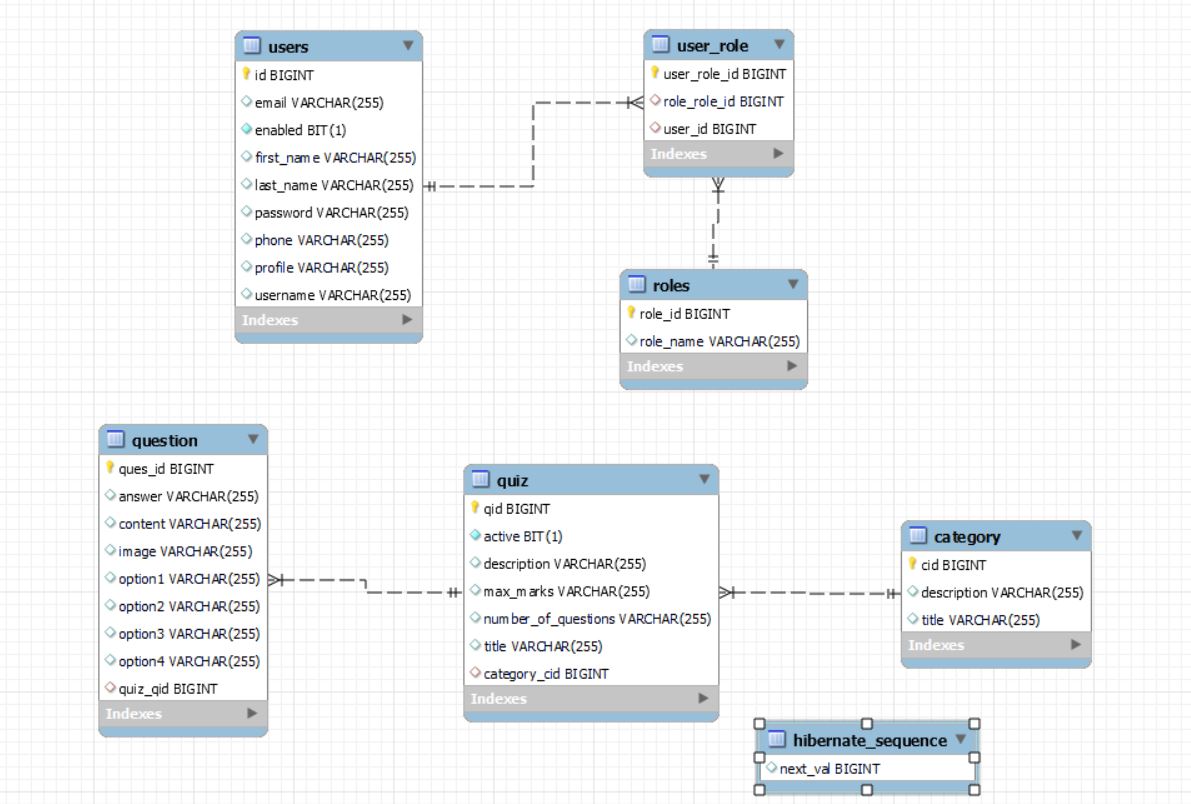 users
id BIGINT
email VARCHAR(255)
enabled BIT(1)
first_name VARCHAR(255)
last_name VARCHAR(255)
password VARCHAR(255)
phone VARCHAR(255)
profile VARCHAR(255)
username VARCHAR(255)
Indexes
user_role
user_role_id BIGINT
role_role_id BIGINT
user_id BIGINT
Indexes
roles
role_id BIGINT
role_name VARCHAR(255)
Indexes
question
ques_id BIGINT
answer VARCHAR(255)
content VARCHAR(255)
image VARCHAR(255)
option1 VARCHAR(255)
option2 VARCHAR(255)
option3 VARCHAR(255)
option4 VARCHAR(255)
quiz_qid BIGINT
Indexes
quiz
qid BIGINT
active BIT(1)
description VARCHAR(255)
max_marks VARCHAR(255)
number_of_questions VARCHAR(255)
title VARCHAR(255)
category_cid BIGINT
Indexes
category
cid BIGINT
description VARCHAR(255)
title VARCHAR(255)
Indexes
hibernate_sequence
next_val BIGINT